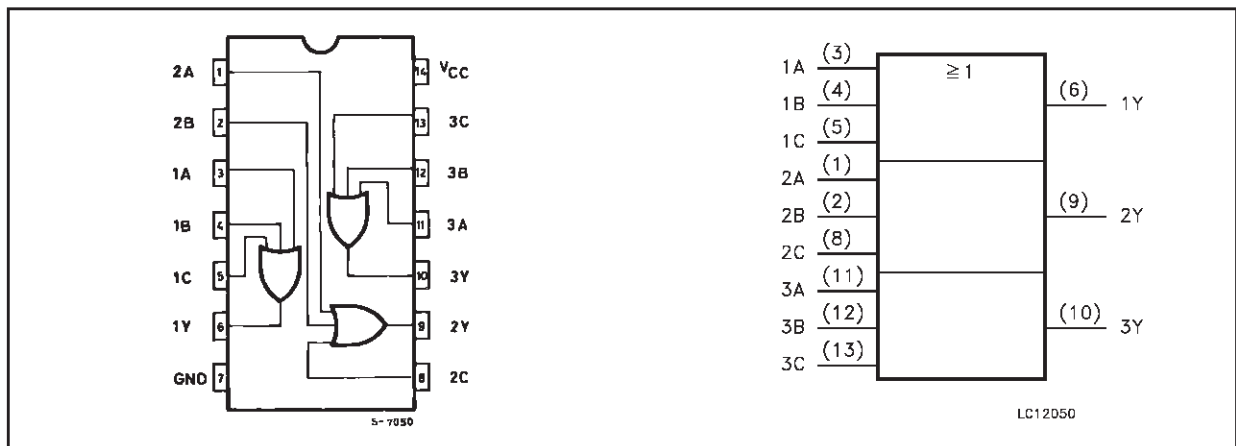 2A 1
2B 2
1A 3
1B 4
1C 5
1Y 6
GND 7
14 VCC
13 3C
12 3B
11 3A
10 3Y
9 2Y
8 2C
S-7050
1A (3)
1B (4)
1C (5)
2A (1)
2B (2)
2C (8)
3A (11)
3B (12)
3C (13)
≧1
(6) 1Y
(9) 2Y
(10) 3Y
LC12050